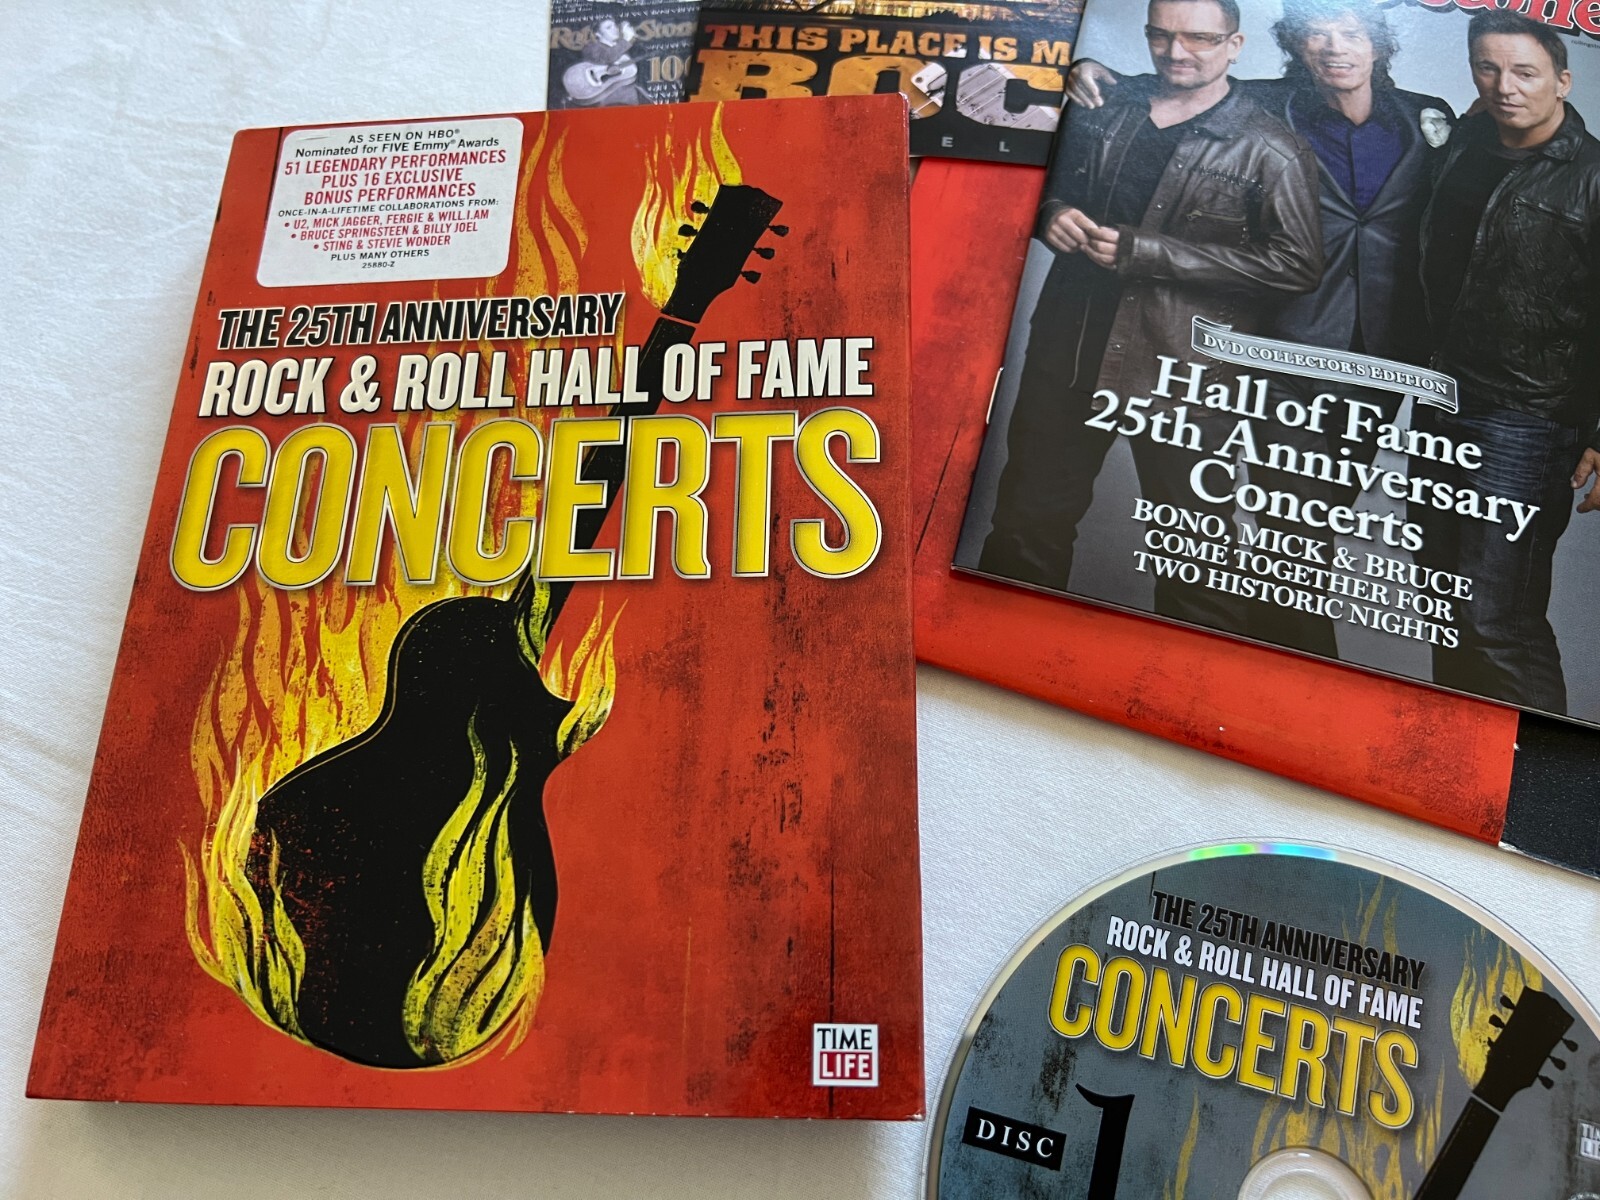 AS SEEN ON HBO®
Nominated for FIVE Emmy® Awards
51 LEGENDARY PERFORMANCES
PLUS 16 EXCLUSIVE
BONUS PERFORMANCES
ONCE-IN-A-LIFETIME COLLABORATIONS FROM:
• U2, MICK JAGGER, FERGIE & WILL.I.AM
• BRUCE SPRINGSTEEN & BILLY JOEL
• STING & STEVIE WONDER
PLUS MANY OTHERS
25880-Z
THE 25TH ANNIVERSARY
ROCK & ROLL HALL OF FAME
CONCERTS
TIME
LIFE
THIS PLACE IS M
ROC
E L
DVD COLLECTOR'S EDITION
Hall of Fame
25th Anniversary
Concerts
BONO, MICK & BRUCE
COME TOGETHER FOR
TWO HISTORIC NIGHTS
THE 25TH ANNIVERSARY
ROCK & ROLL HALL OF FAME
CONCERTS
DISC 1